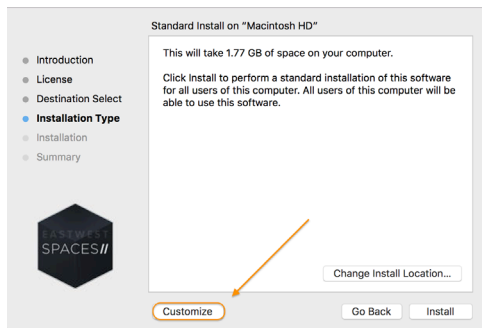 Standard Install on “Macintosh HD”
This will take 1.77 GB of space on your computer.
Click Install to perform a standard installation of this software
for all users of this computer. All users of this computer will be
able to use this software.
Introduction
License
Destination Select
Installation Type
Installation
Summary
EASTWEST
SPACES II
Change Install Location...
Customize
Go Back
Install